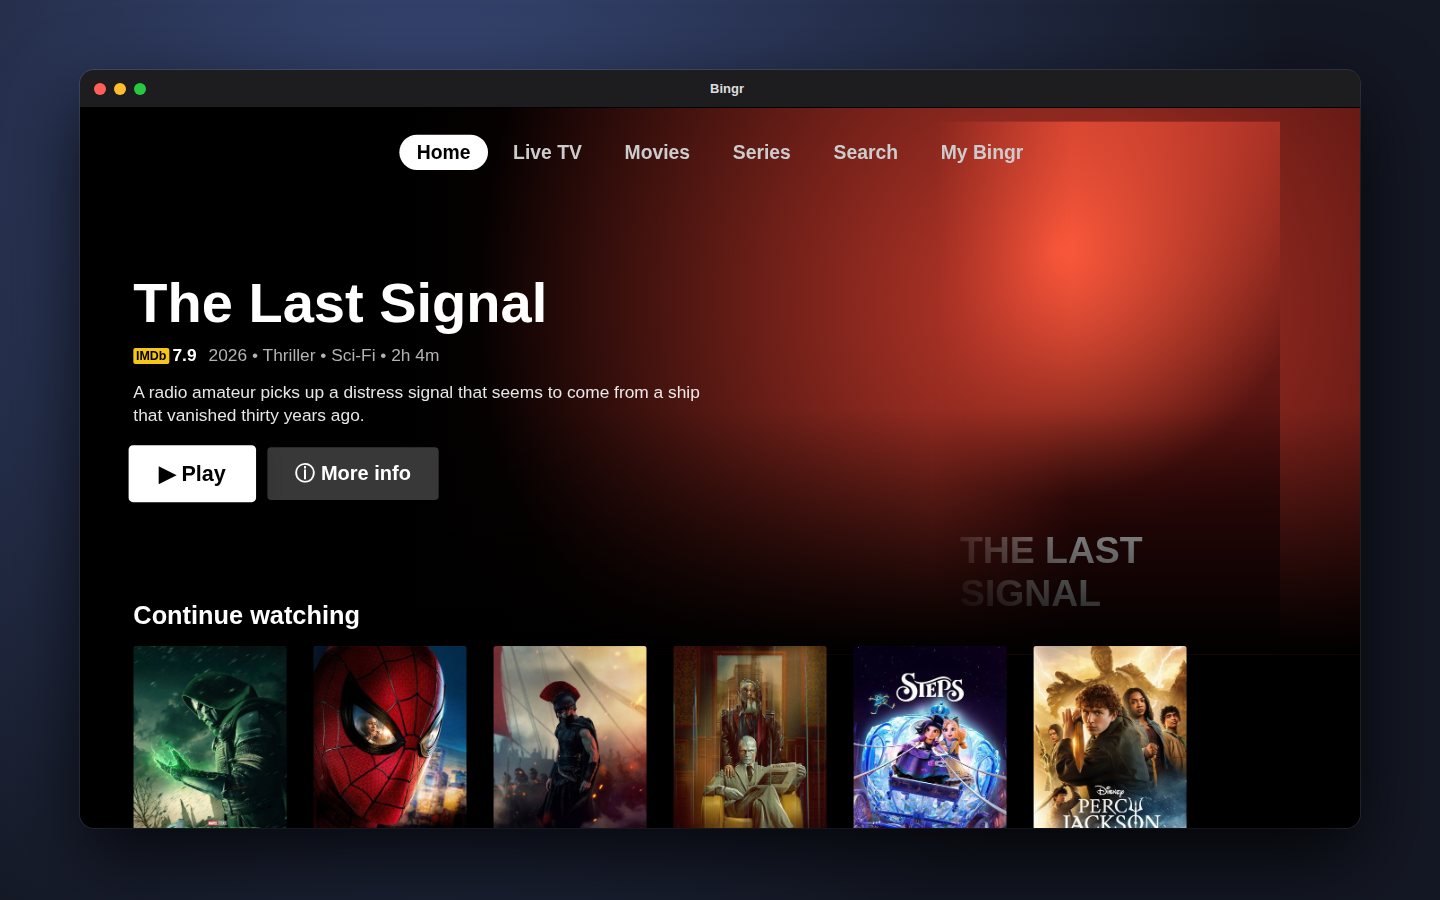 Bingr
Home Live TV Movies Series Search My Bingr
The Last Signal
IMDb 7.9 2026 • Thriller • Sci-Fi • 2h 4m
A radio amateur picks up a distress signal that seems to come from a ship
that vanished thirty years ago.
▶ Play ⓘ More info
THE LAST
SIGNAL
Continue watching
STEPS
Disney
PERCY
JACKSON